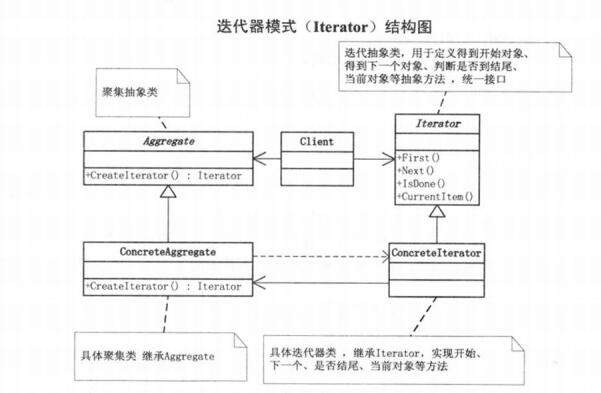 迭代器模式（Iterator）结构图
迭代抽象类，用于定义得到开始对象、
得到下一个对象、判断是否到结尾、
当前对象等抽象方法，统一接口
聚集抽象类
Aggregate
+CreateIterator() : Iterator
Client
Iterator
+First()
+Next()
+IsDone()
+CurrentItem()
ConcreteAggregate
+CreateIterator() : Iterator
ConcreteIterator
具体聚集类 继承Aggregate
具体迭代器类，继承Iterator，实现开始、
下一个、是否结尾、当前对象等方法